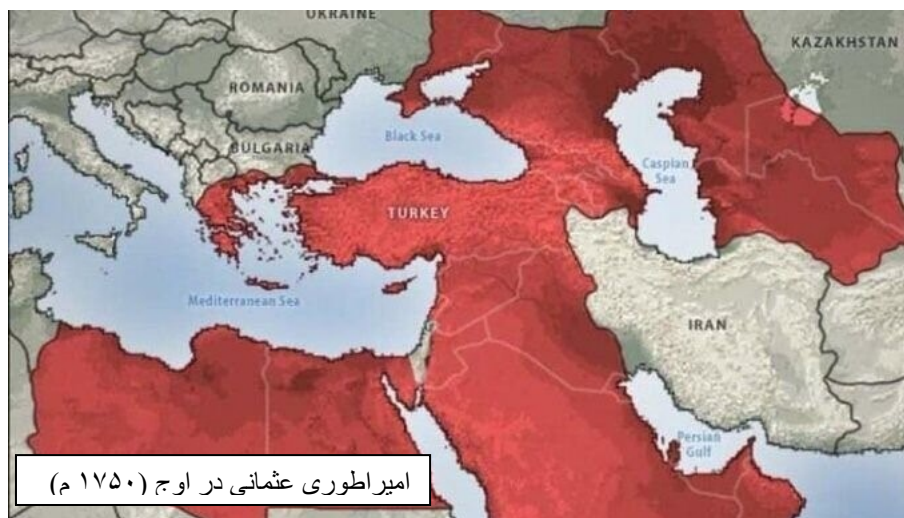 UKRAINE
KAZAKHSTAN
ROMANIA
Black Sea
BULGARIA
Caspian
Sea
TURKEY
Mediterranean Sea
IRAN
Persian
Gulf
امپراطوری عثمانی در اوج (۱۷۵۰ م)